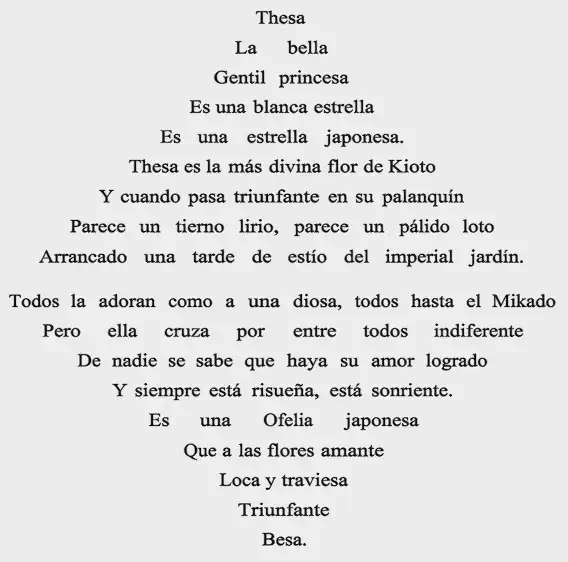 Thesa
La bella
Gentil princesa
Es una blanca estrella
Es una estrella japonesa.
Thesa es la más divina flor de Kioto
Y cuando pasa triunfante en su palanquín
Parece un tierno lirio, parece un pálido loto
Arrancado una tarde de estío del imperial jardín.
Todos la adoran como a una diosa, todos hasta el Mikado
Pero ella cruza por entre todos indiferente
De nadie se sabe que haya su amor logrado
Y siempre está risueña, está sonriente.
Es una Ofelia japonesa
Que a las flores amante
Loca y traviesa
Triunfante
Besa.